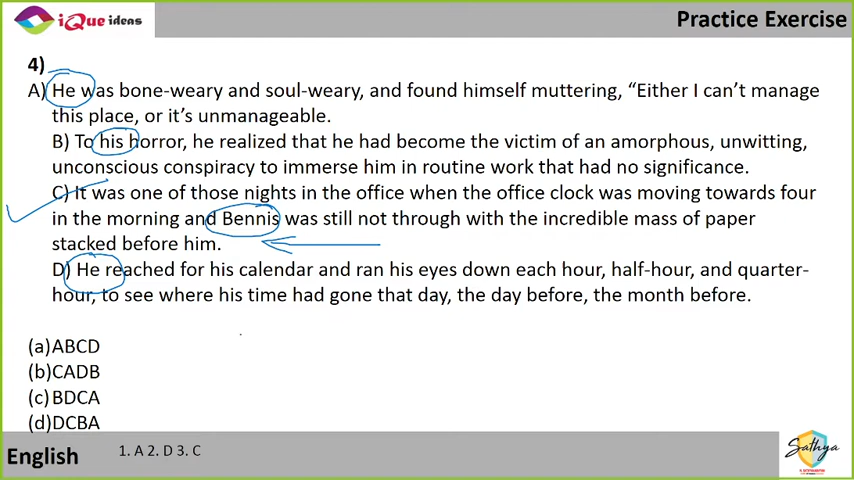 iQue ideas
Practice Exercise
4)
A) He was bone-weary and soul-weary, and found himself muttering, “Either I can’t manage
this place, or it’s unmanageable.
B) To his horror, he realized that he had become the victim of an amorphous, unwitting,
unconscious conspiracy to immerse him in routine work that had no significance.
C) It was one of those nights in the office when the office clock was moving towards four
in the morning and Bennis was still not through with the incredible mass of paper
stacked before him.
D) He reached for his calendar and ran his eyes down each hour, half-hour, and quarter-
hour, to see where his time had gone that day, the day before, the month before.
(a)ABCD
(b)CADB
(c)BDCA
(d)DCBA
English
1. A 2. D 3. C
Sathya